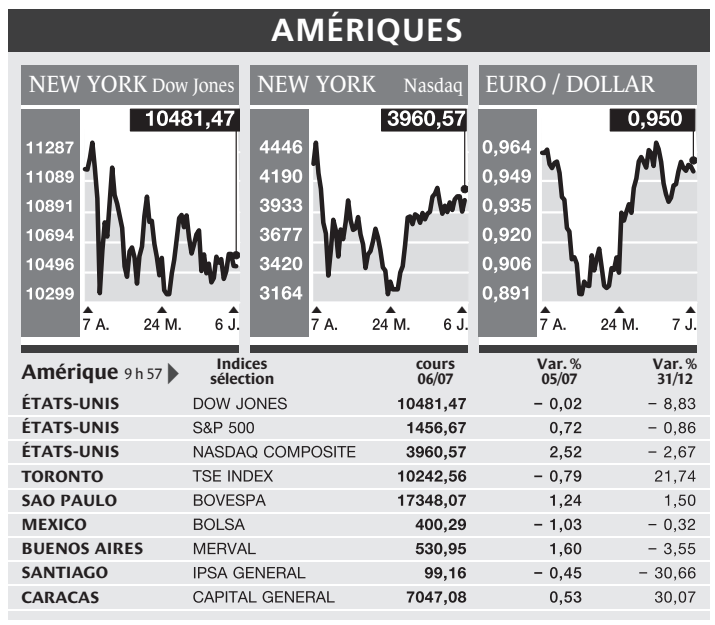 AMÉRIQUES
NEW YORK Dow Jones
10481,47
11287
11089
10891
10694
10496
10299
7 A. 24 M. 6 J.
NEW YORK Nasdaq
3960,57
4446
4190
3933
3677
3420
3164
7 A. 24 M. 6 J.
EURO / DOLLAR
0,950
0,964
0,949
0,935
0,920
0,906
0,891
7 A. 24 M. 7 J.
Amérique 9 h 57 Indices sélection cours 06/07 Var. % 05/07 Var. % 31/12
ÉTATS-UNIS DOW JONES 10481,47 – 0,02 – 8,83
ÉTATS-UNIS S&P 500 1456,67 0,72 – 0,86
ÉTATS-UNIS NASDAQ COMPOSITE 3960,57 2,52 – 2,67
TORONTO TSE INDEX 10242,56 – 0,79 21,74
SAO PAULO BOVESPA 17348,07 1,24 1,50
MEXICO BOLSA 400,29 – 1,03 – 0,32
BUENOS AIRES MERVAL 530,95 1,60 – 3,55
SANTIAGO IPSA GENERAL 99,16 – 0,45 – 30,66
CARACAS CAPITAL GENERAL 7047,08 0,53 30,07